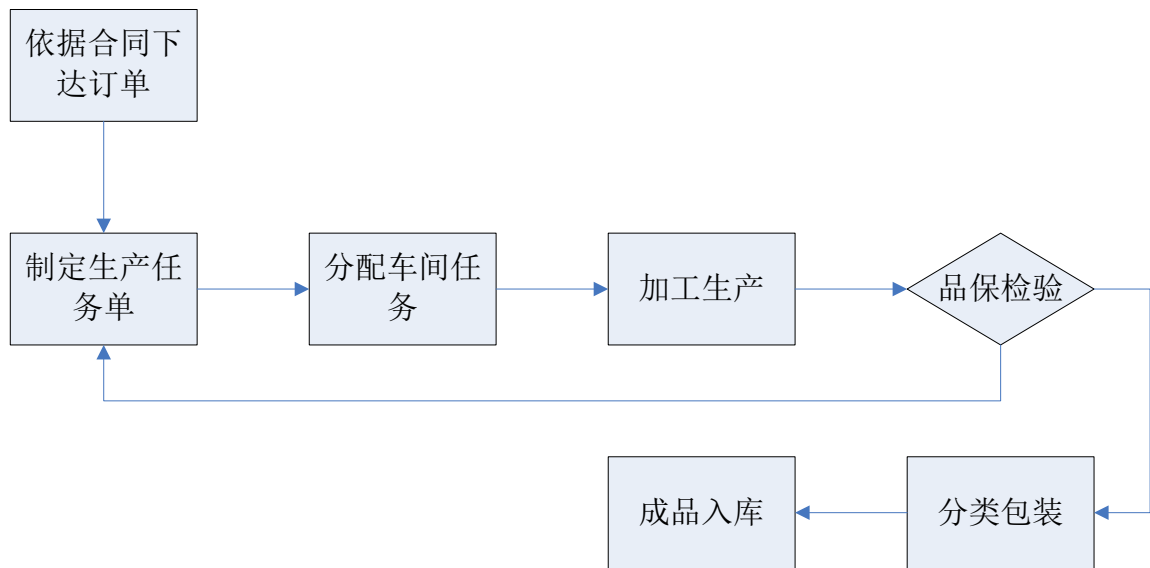 依据合同下
达订单
制定生产任
务单
分配车间任
务
加工生产
品保检验
成品入库
分类包装